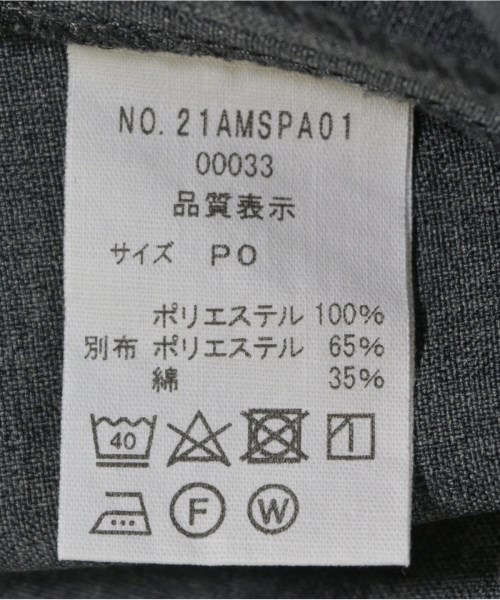 NO. 21AMSPA01
00033
品質表示
サイズ PO
ポリエステル 100%
別布 ポリエステル 65%
綿 35%
40
F W